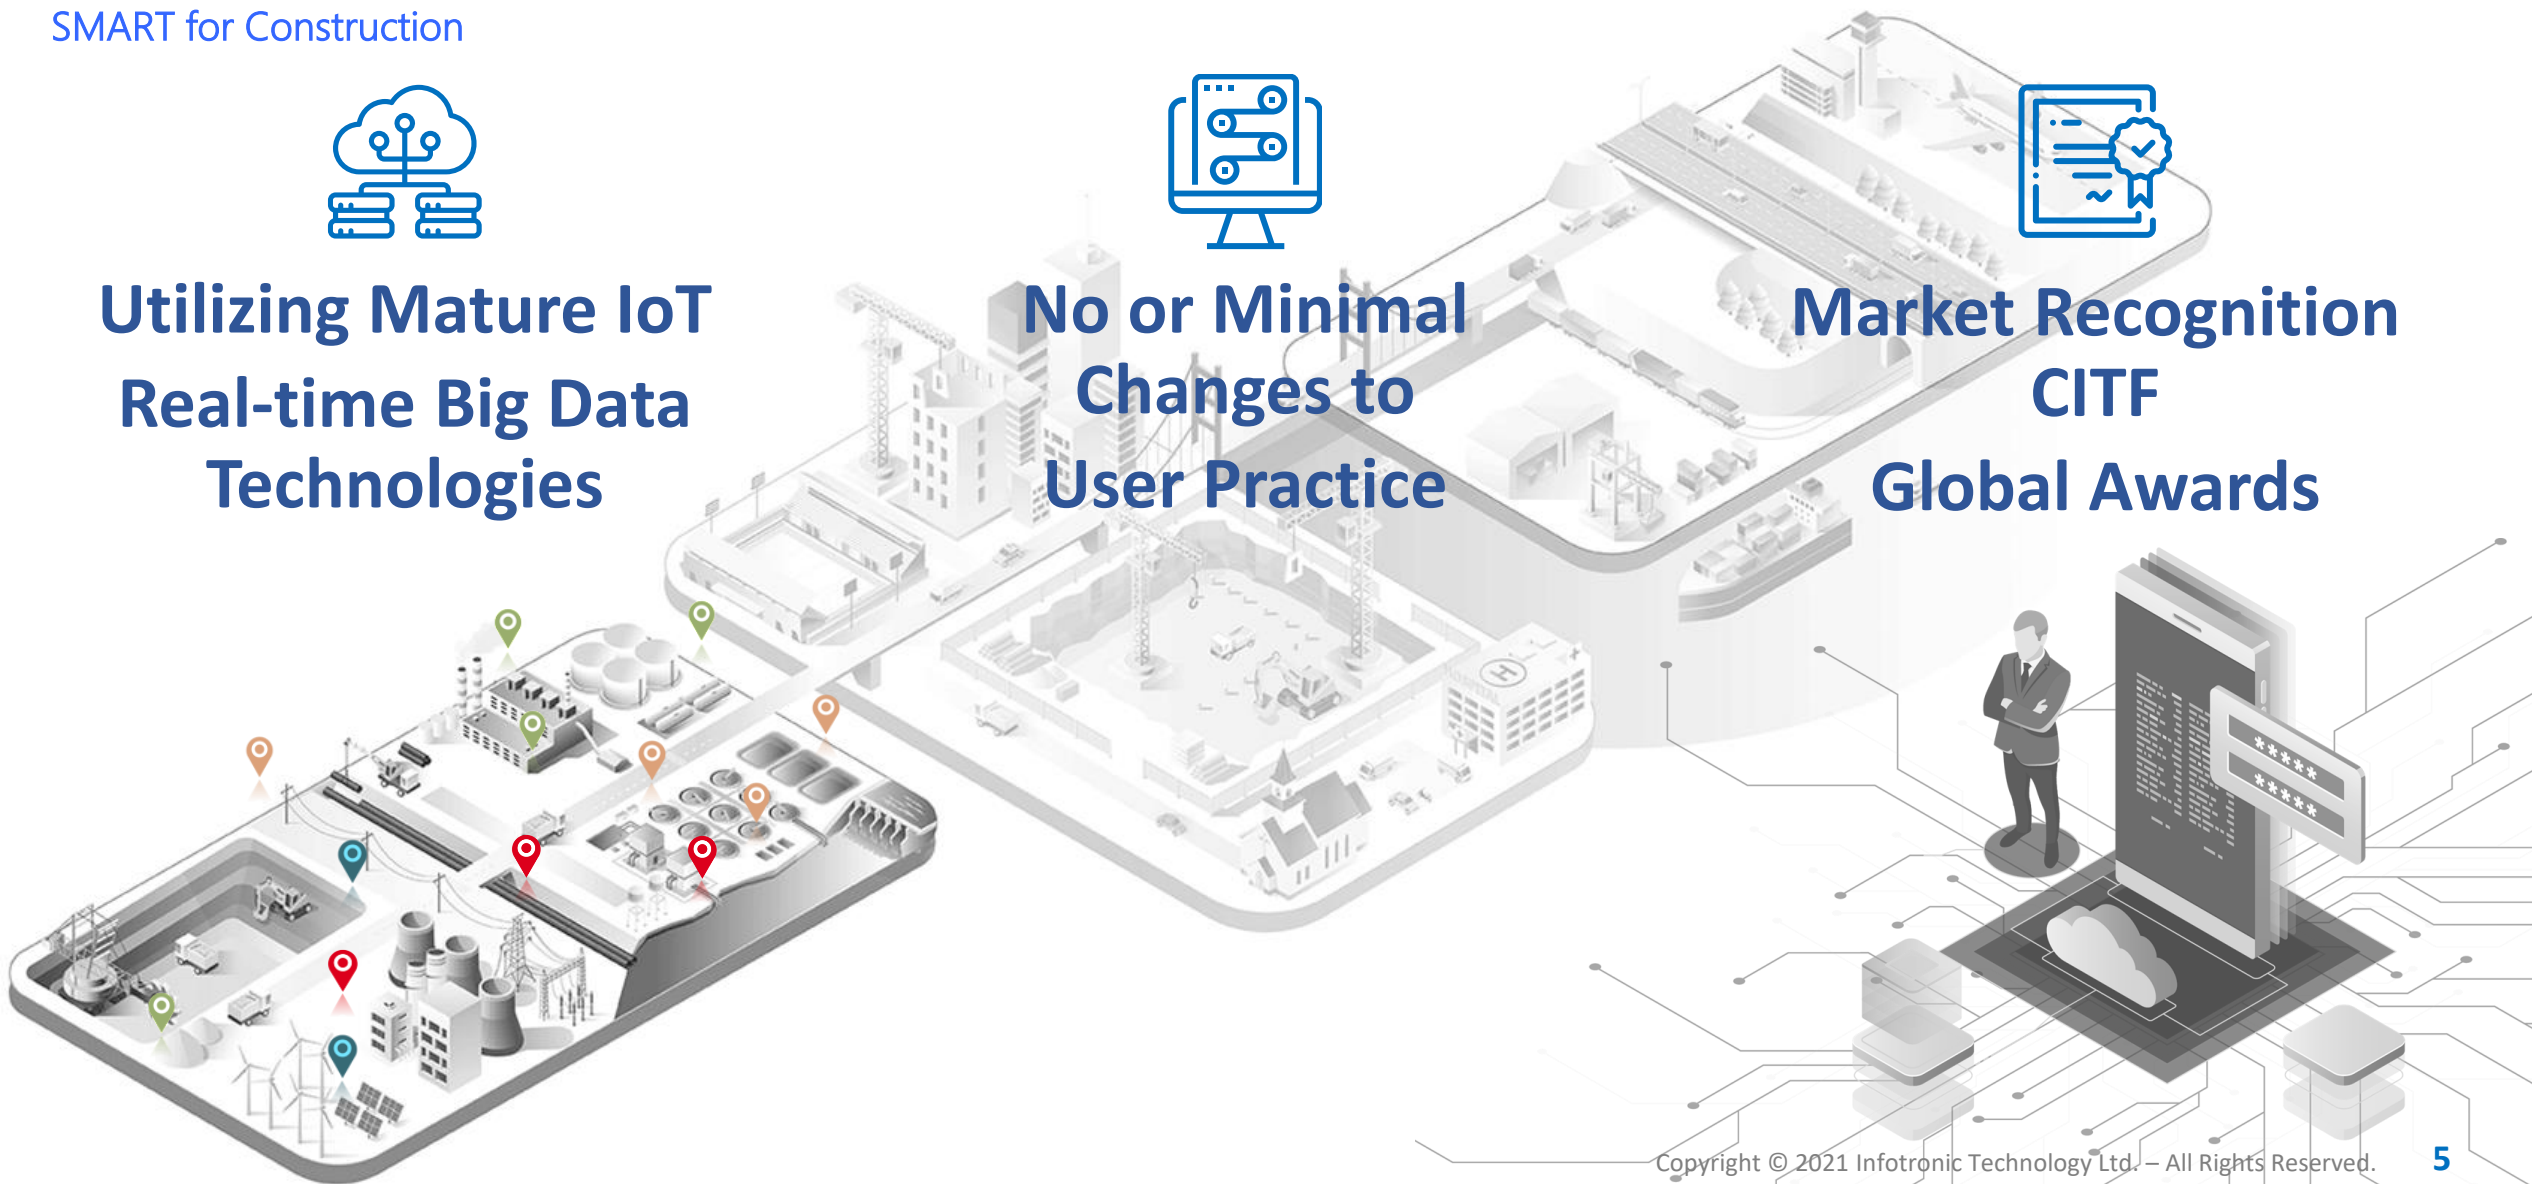 SMART for Construction
Utilizing Mature IoT
Real-time Big Data
Technologies
No or Minimal
Changes to
User Practice
Market Recognition
CITF
Global Awards
*****
*****
Copyright © 2021 Infotronic Technology Ltd. – All Rights Reserved.
5